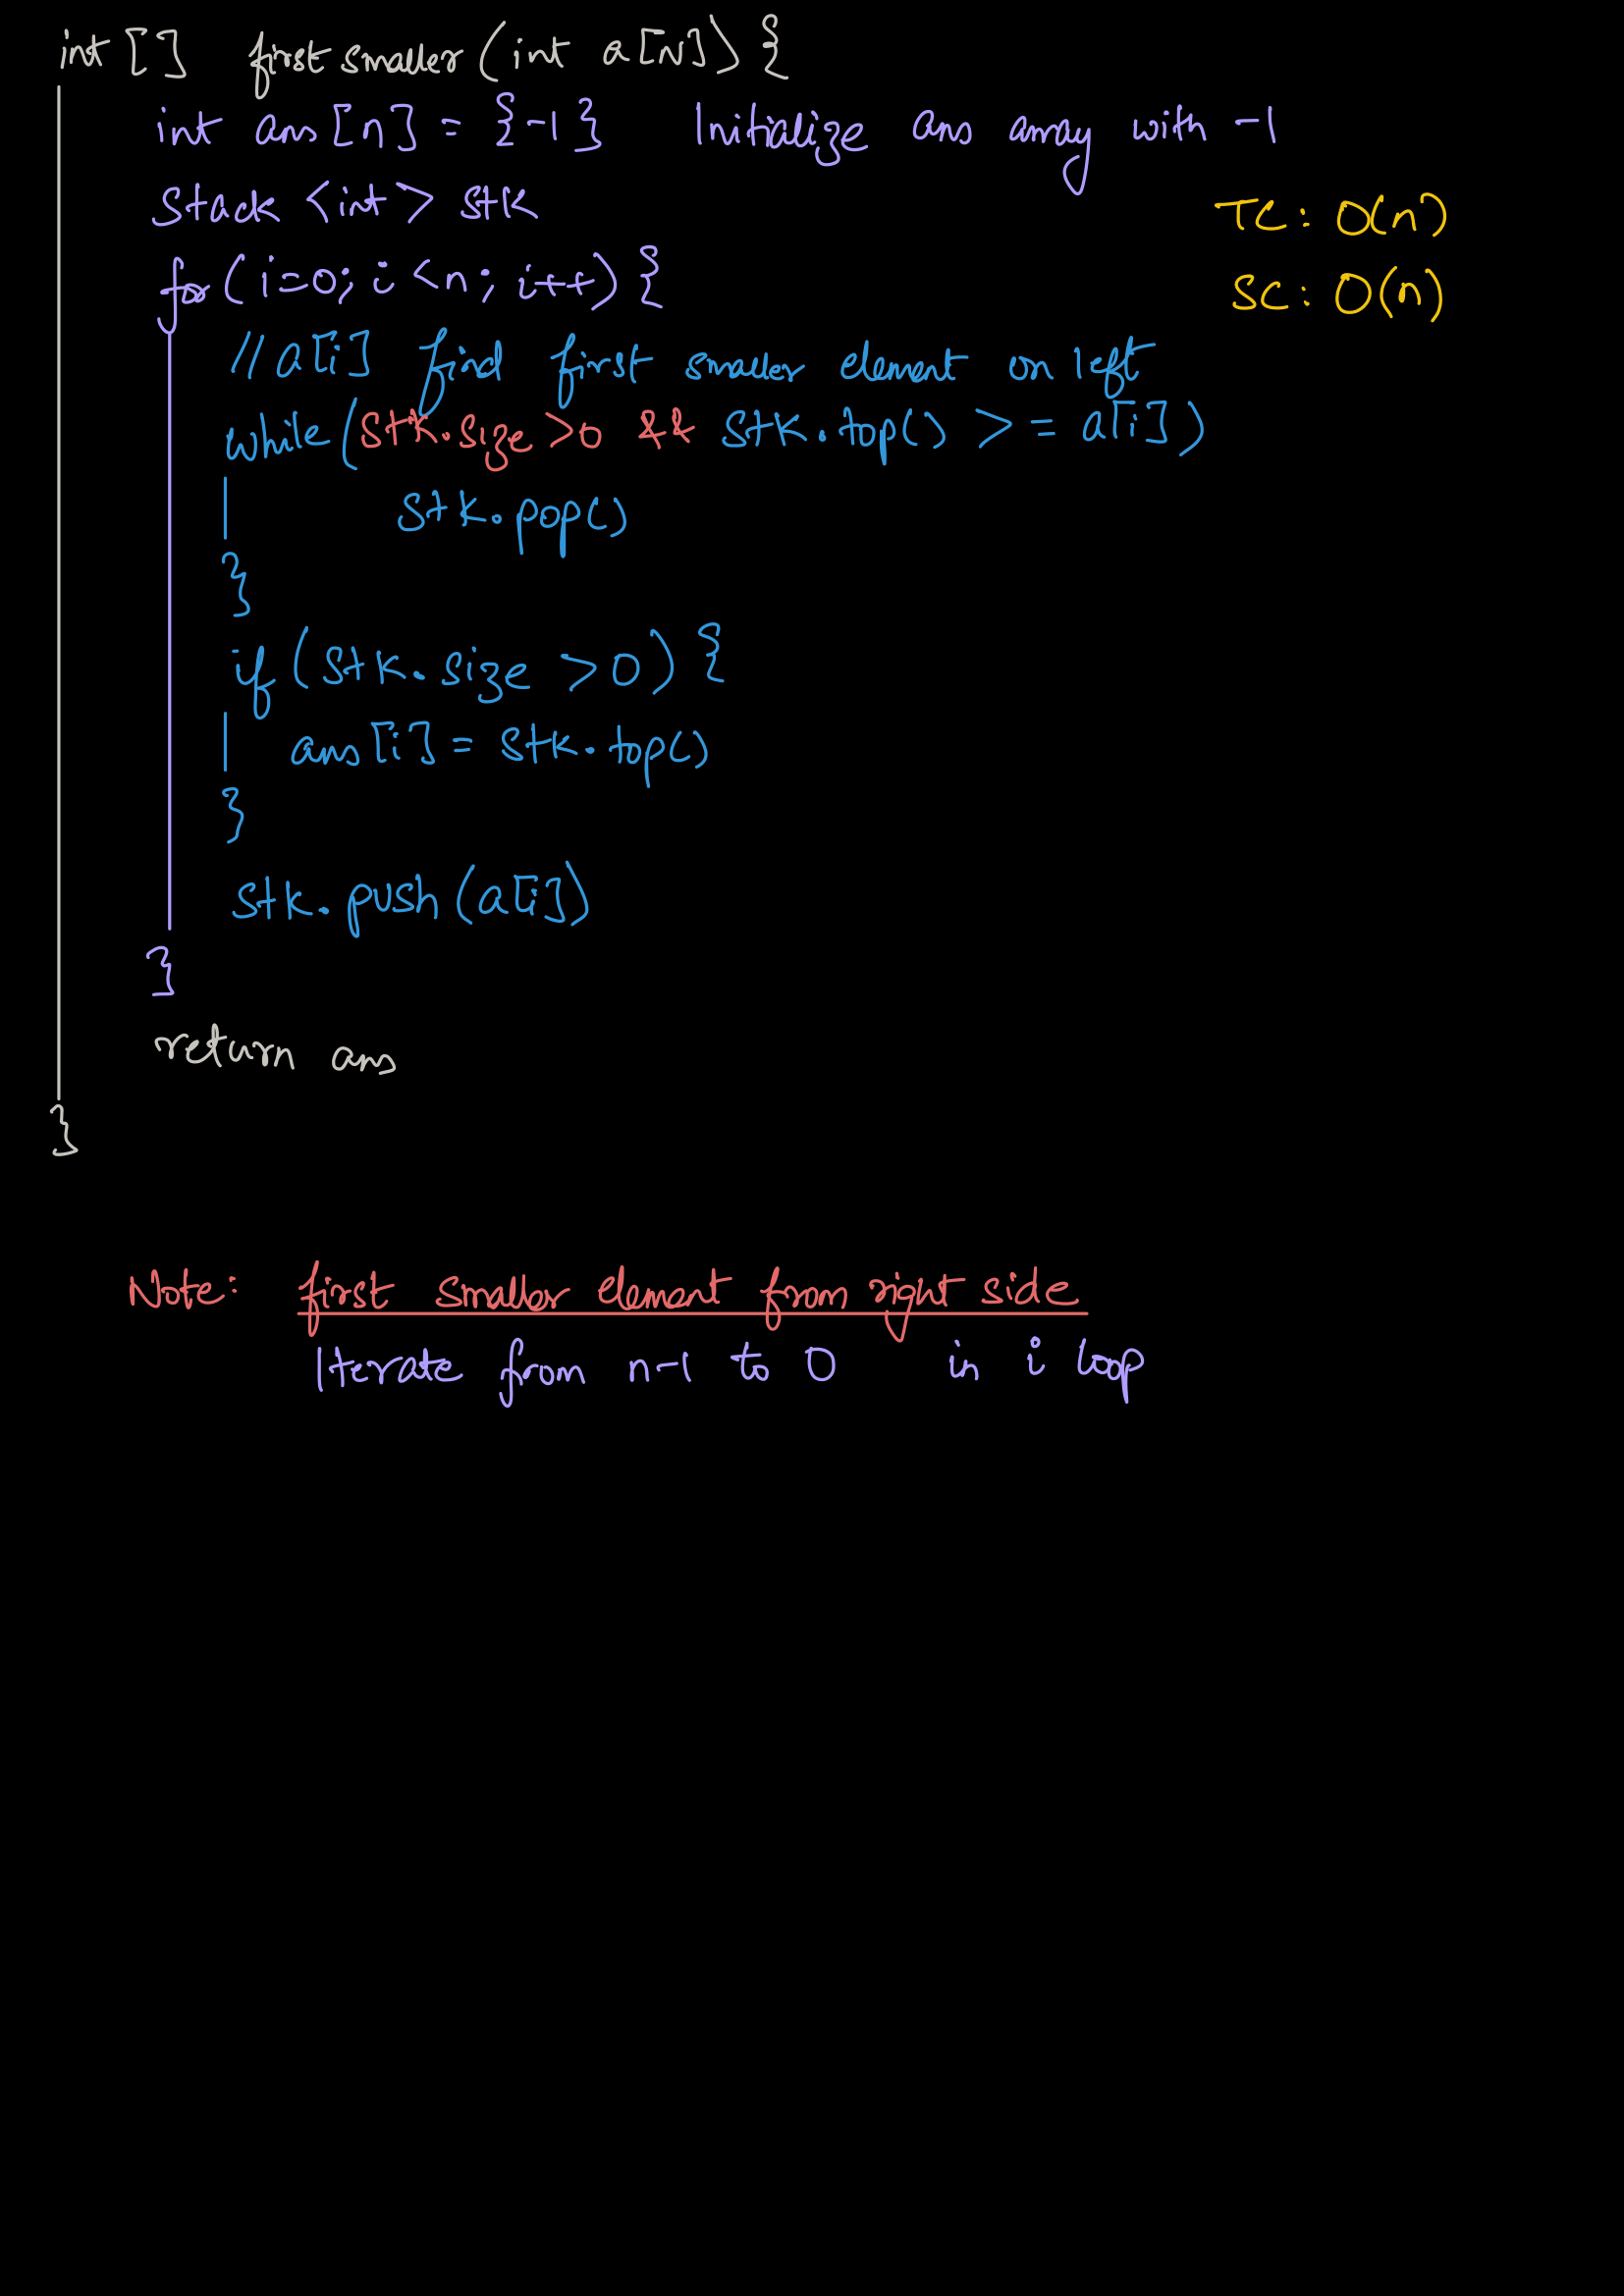 int [] first smaller (int a[N]) {
int ans[n] = {-1} Initialize ans array with -1
Stack <int> stk
TC: O(n)
for (i=0; i<n; i++) {
SC: O(n)
// a[i] find first smaller element on left
while (stk.size>0 && stk.top() >= a[i])
stk.pop()
}
if (stk.size >0) {
ans[i] = stk.top()
}
stk.push(a[i])
}
return ans
}
Note: first smaller element from right side
Iterate from n-1 to 0 in i loop